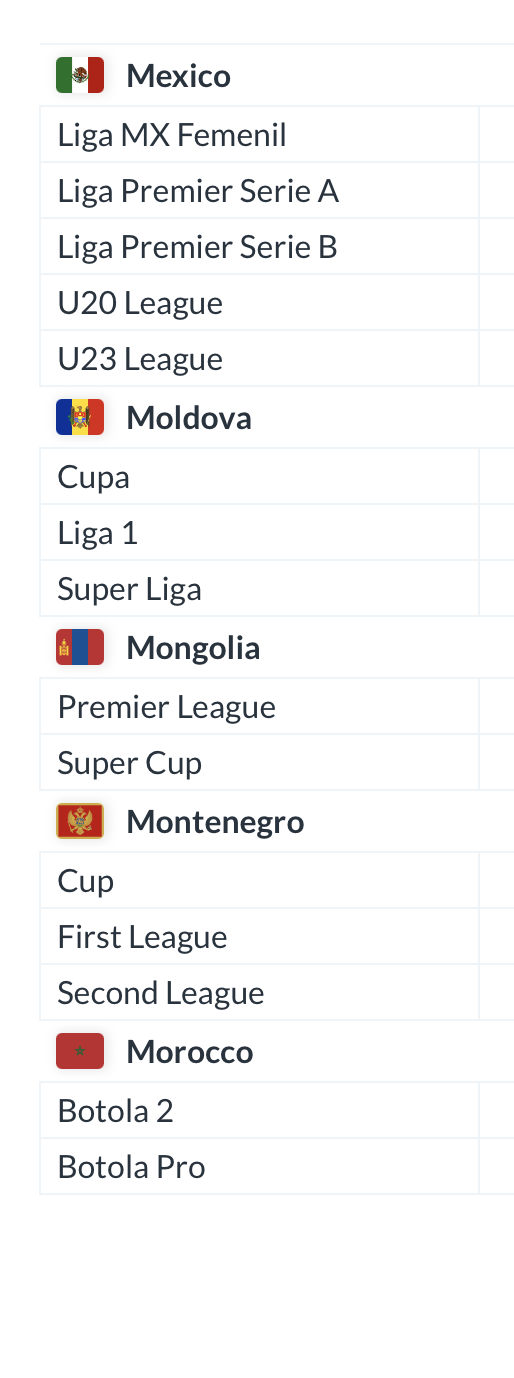 Mexico
Liga MX Femenil
Liga Premier Serie A
Liga Premier Serie B
U20 League
U23 League
Moldova
Cupa
Liga 1
Super Liga
Mongolia
Premier League
Super Cup
Montenegro
Cup
First League
Second League
Morocco
Botola 2
Botola Pro